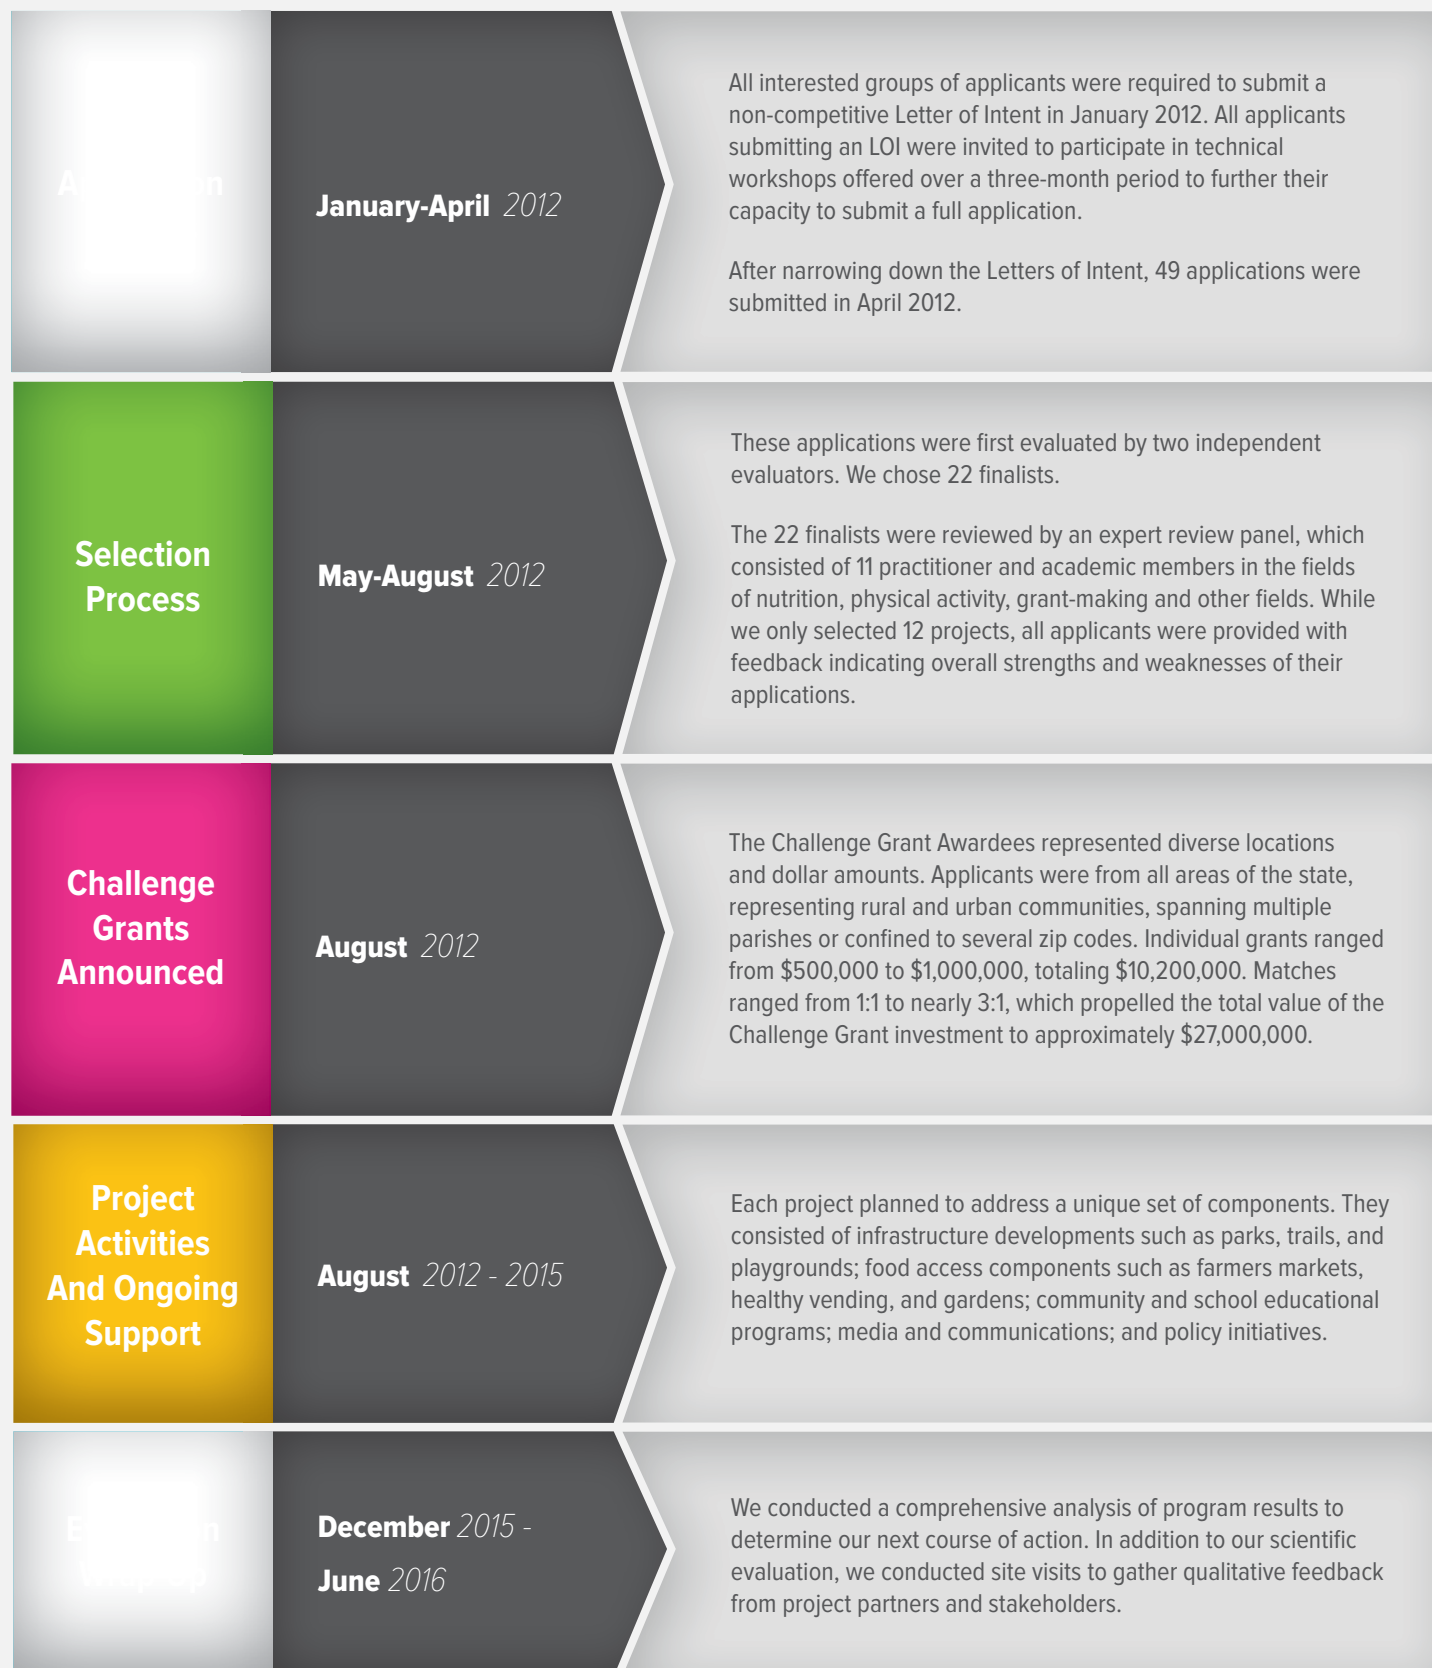 January-April 2012
All interested groups of applicants were required to submit a
non-competitive Letter of Intent in January 2012. All applicants
submitting an LOI were invited to participate in technical
workshops offered over a three-month period to further their
capacity to submit a full application.
After narrowing down the Letters of Intent, 49 applications were
submitted in April 2012.
Selection
Process
May-August 2012
These applications were first evaluated by two independent
evaluators. We chose 22 finalists.
The 22 finalists were reviewed by an expert review panel, which
consisted of 11 practitioner and academic members in the fields
of nutrition, physical activity, grant-making and other fields. While
we only selected 12 projects, all applicants were provided with
feedback indicating overall strengths and weaknesses of their
applications.
Challenge
Grants
Announced
August 2012
The Challenge Grant Awardees represented diverse locations
and dollar amounts. Applicants were from all areas of the state,
representing rural and urban communities, spanning multiple
parishes or confined to several zip codes. Individual grants ranged
from $500,000 to $1,000,000, totaling $10,200,000. Matches
ranged from 1:1 to nearly 3:1, which propelled the total value of the
Challenge Grant investment to approximately $27,000,000.
Project
Activities
And Ongoing
Support
August 2012 - 2015
Each project planned to address a unique set of components. They
consisted of infrastructure developments such as parks, trails, and
playgrounds; food access components such as farmers markets,
healthy vending, and gardens; community and school educational
programs; media and communications; and policy initiatives.
December 2015 -
June 2016
We conducted a comprehensive analysis of program results to
determine our next course of action. In addition to our scientific
evaluation, we conducted site visits to gather qualitative feedback
from project partners and stakeholders.